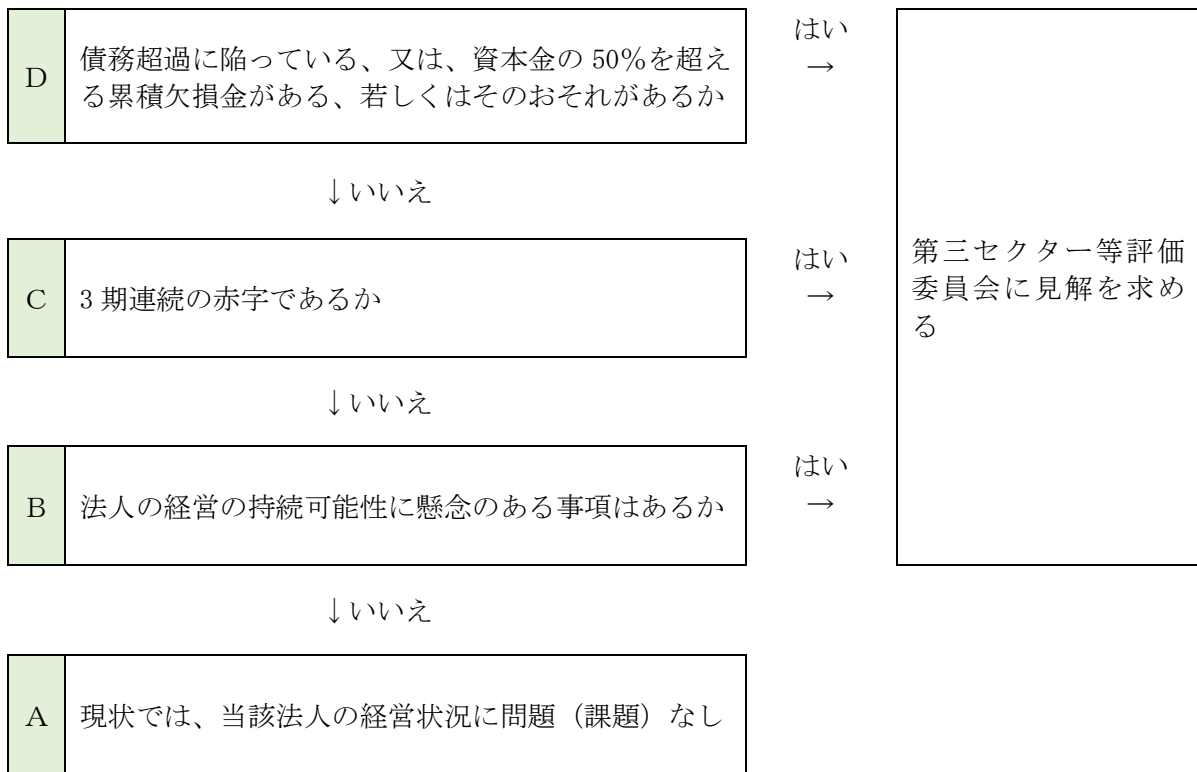 D
債務超過に陥っている、又は、資本金の 50%を超え
る累積欠損金がある、若しくはそのおそれがあるか
はい
→
↓いいえ
C
3 期連続の赤字であるか
はい
→
第三セクター等評価
委員会に見解を求め
る
↓いいえ
B
法人の経営の持続可能性に懸念のある事項はあるか
はい
→
↓いいえ
A
現状では、当該法人の経営状況に問題（課題）なし